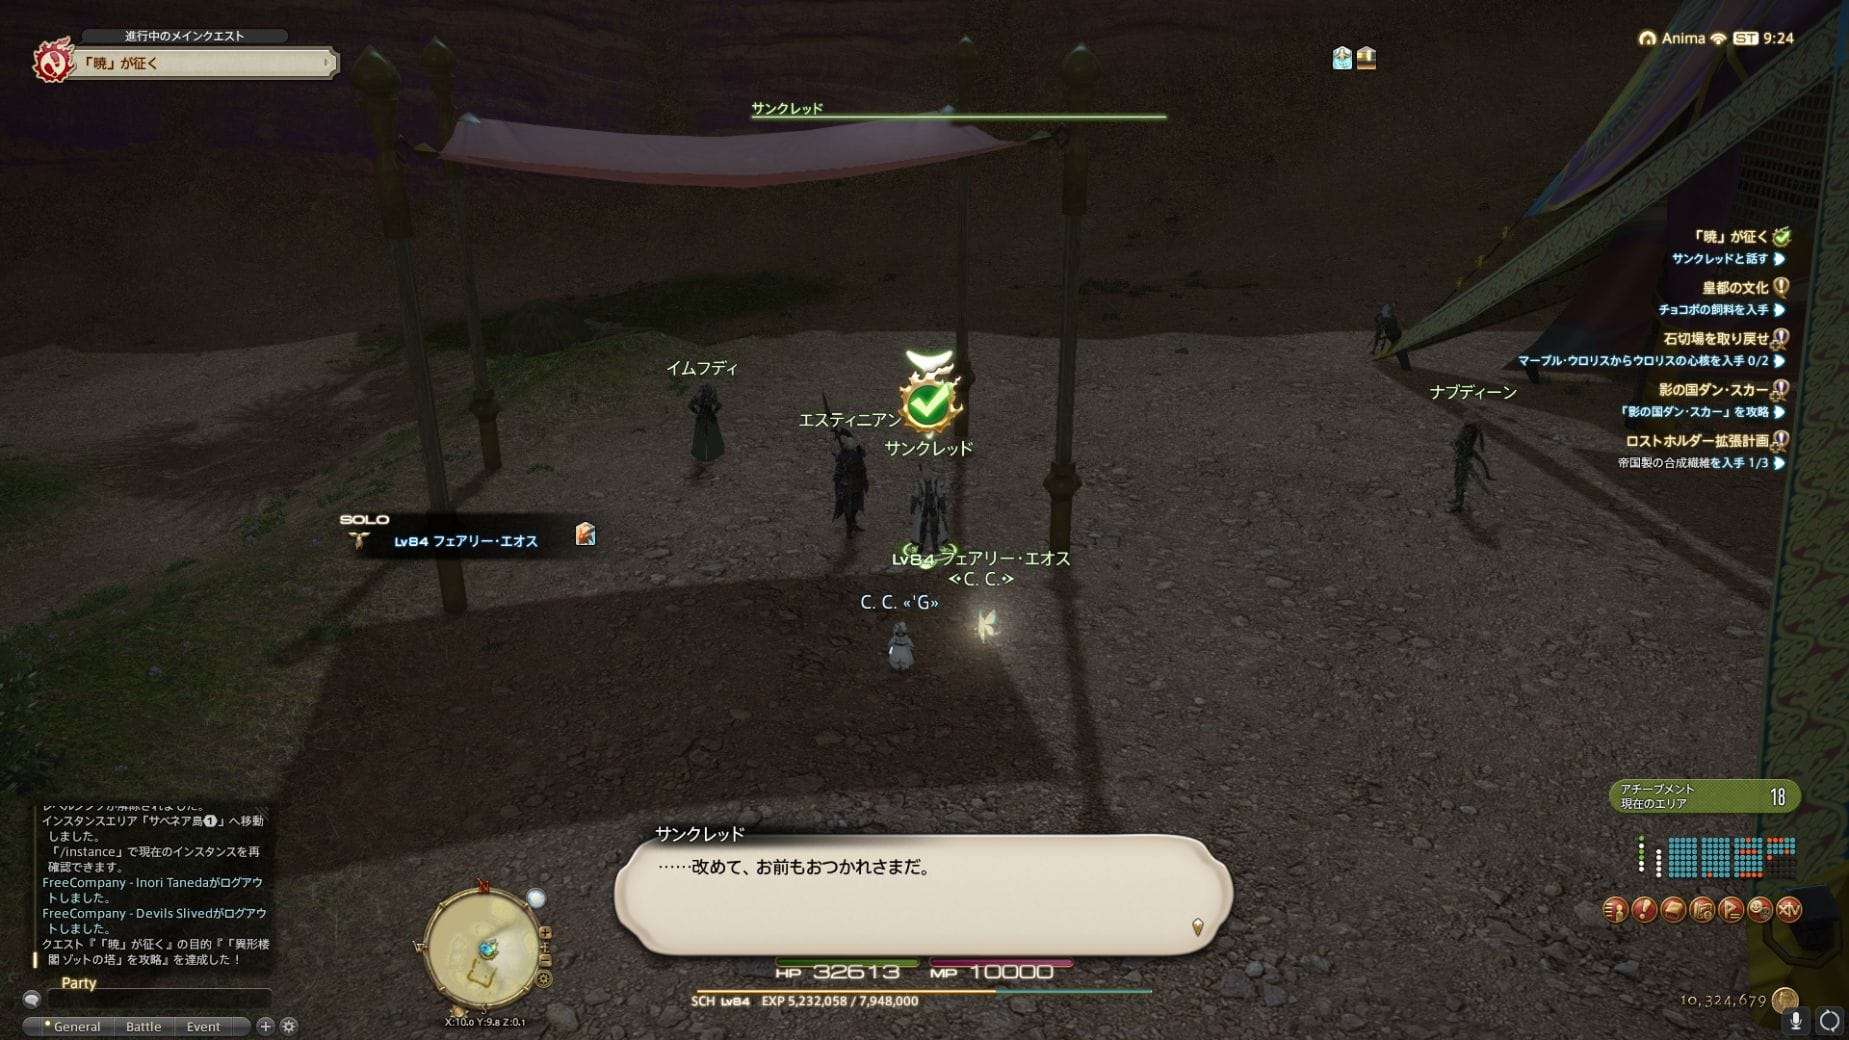 進行中のメインクエスト
「暁」が征く
Anima ST 9:24
サンクレッド
「暁」が征く
サンクレッドと話す
皇都の文化
チョコボの飼料を入手
石切場を取り戻せ
マーブル・ウロリスからウロリスの心核を入手 0/2
影の国ダン・スカー
「影の国ダン・スカー」を攻略
ロストホルダー拡張計画
帝国製の合成繊維を入手 1/3
イムフディ
エスティニアン
サンクレッド
ナブディーン
SOLO
Lv84 フェアリー・エオス
Lv84 フェアリー・エオス
<・C. C.・>
C. C. «'G»
アチーブメント
現在のエリア
18
レベルシンクが解除されました。
インスタンスエリア「サベネア島❶」へ移動
しました。
「/instance」で現在のインスタンスを再
確認できます。
FreeCompany - Inori Tanedaがログアウ
トしました。
FreeCompany - Devils Slivedがログアウ
トしました。
クエスト『「暁」が征く』の目的『「異形楼
閣 ゾットの塔」を攻略』を達成した！
Party
General Battle Event
N
W
X:10.0 Y:9.8 Z:0.1
サンクレッド
……改めて、お前もおつかれさまだ。
HP 32613 MP 10000
SCH Lv84 EXP 5,232,058 / 7,948,000
XIV
10,324,679